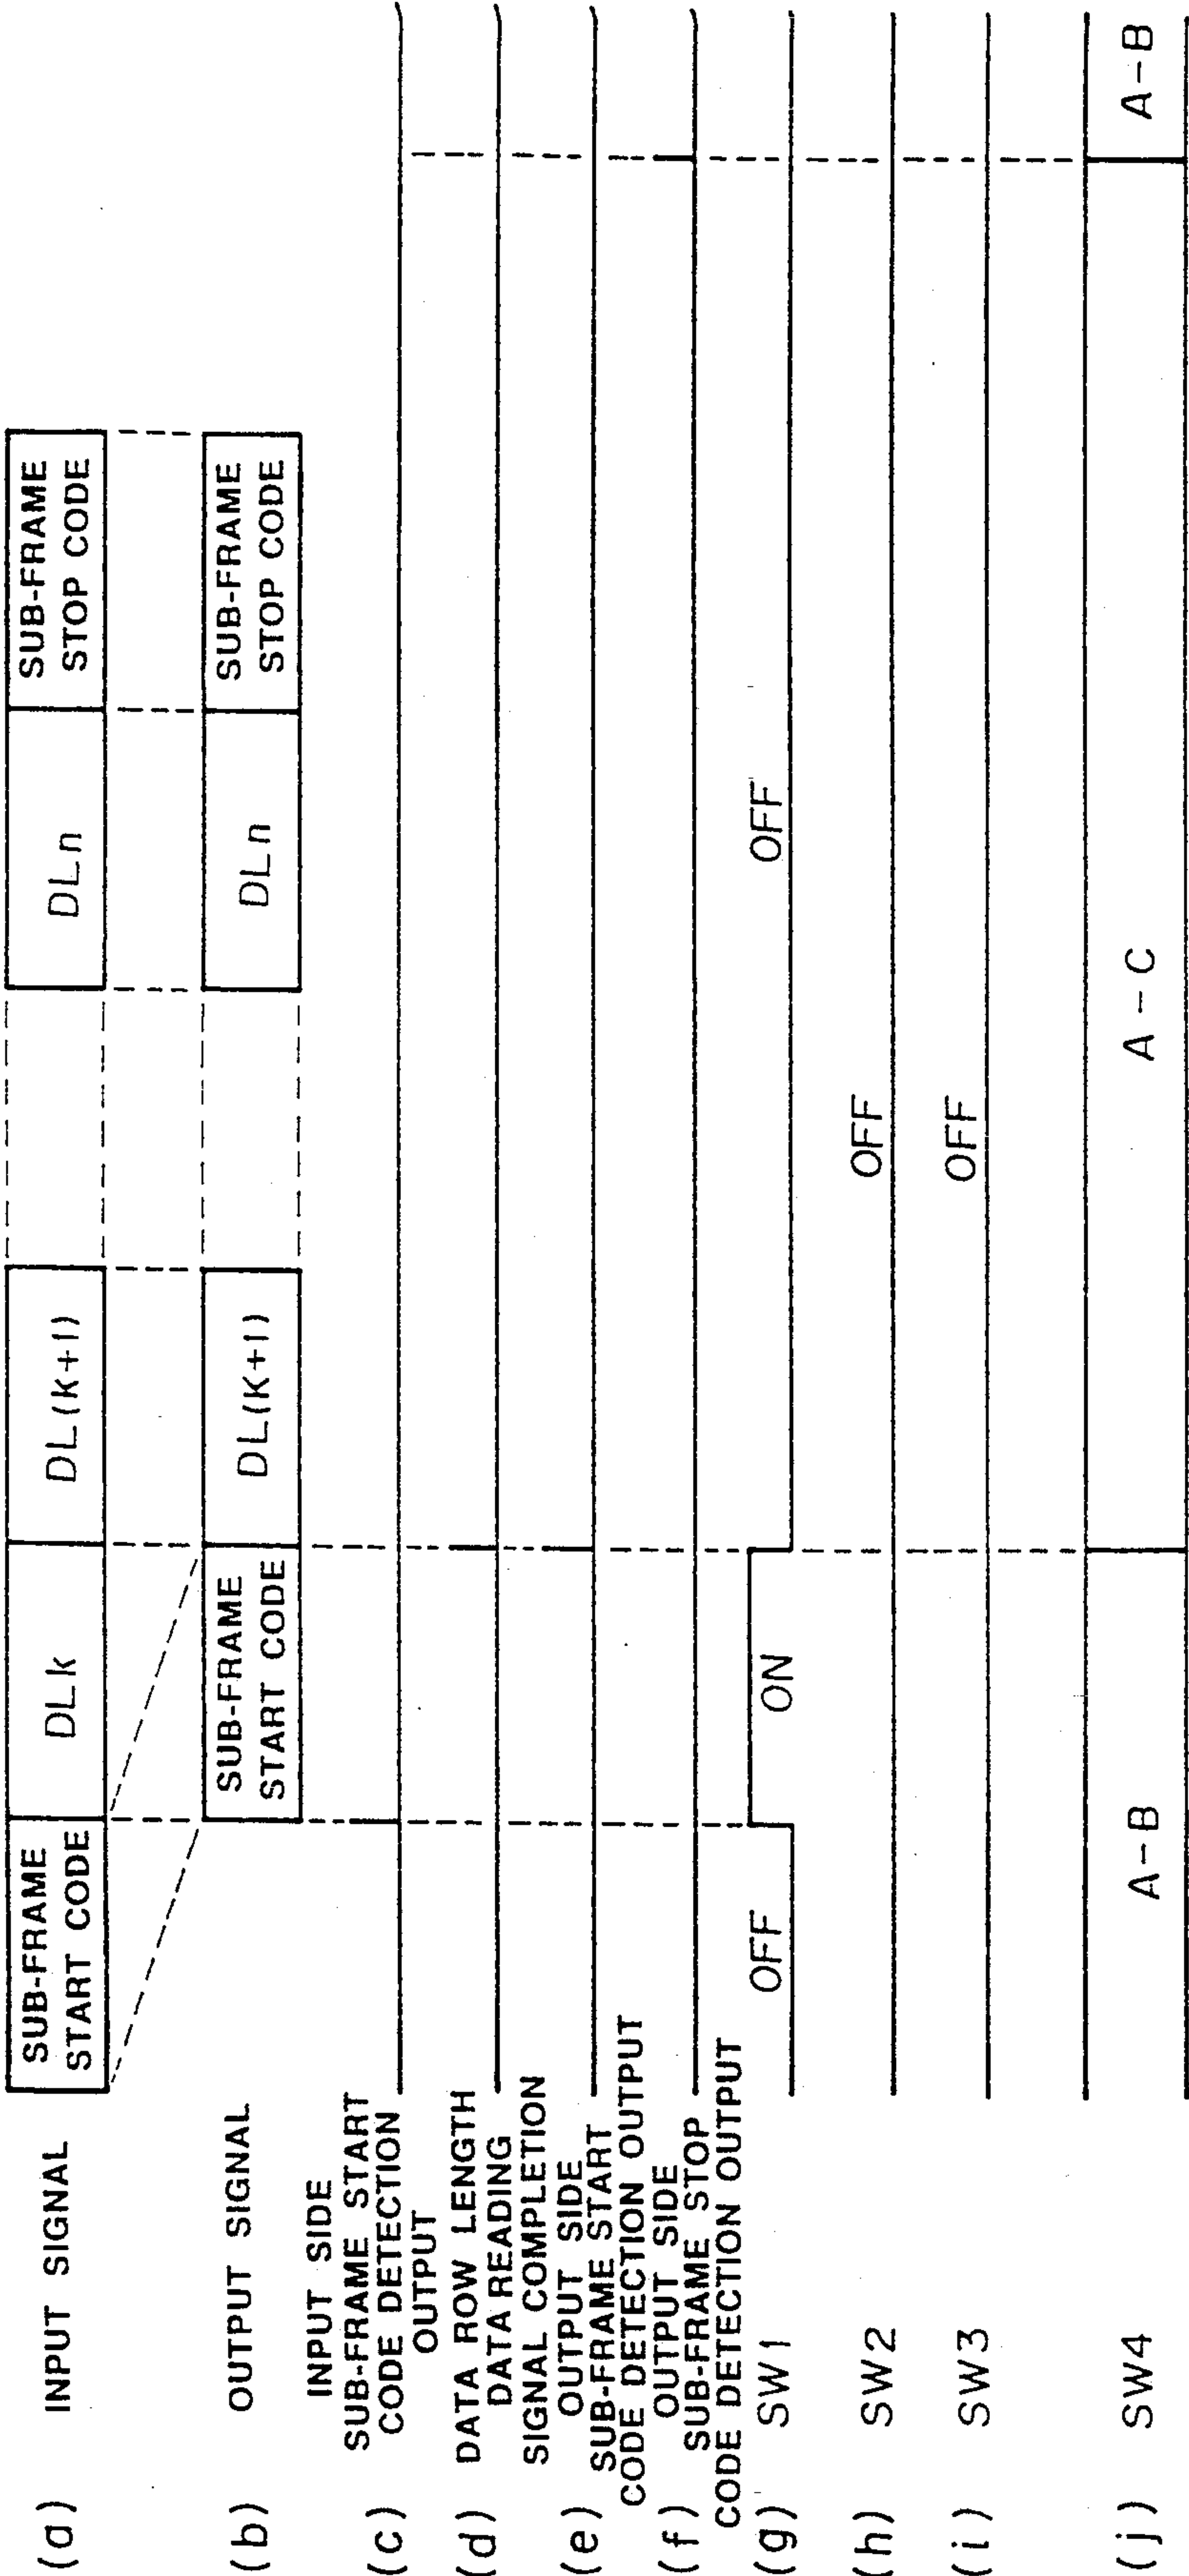 (a) INPUT SIGNAL
SUB-FRAME
START CODE
DLk
DL(k+1)
DLn
SUB-FRAME
STOP CODE
(b) OUTPUT SIGNAL
SUB-FRAME
START CODE
DL(K+1)
DLn
SUB-FRAME
STOP CODE
(c) INPUT SIDE
SUB-FRAME START
CODE DETECTION
OUTPUT
(d) DATA ROW LENGTH
DATA READING
SIGNAL COMPLETION
(e) OUTPUT SIDE
SUB-FRAME START
CODE DETECTION OUTPUT
(f) OUTPUT SIDE
SUB-FRAME STOP
CODE DETECTION OUTPUT
(g) SW1 OFF ON OFF
(h) SW2 OFF
(i) SW3 OFF
(j) SW4 A-B A-C A-B